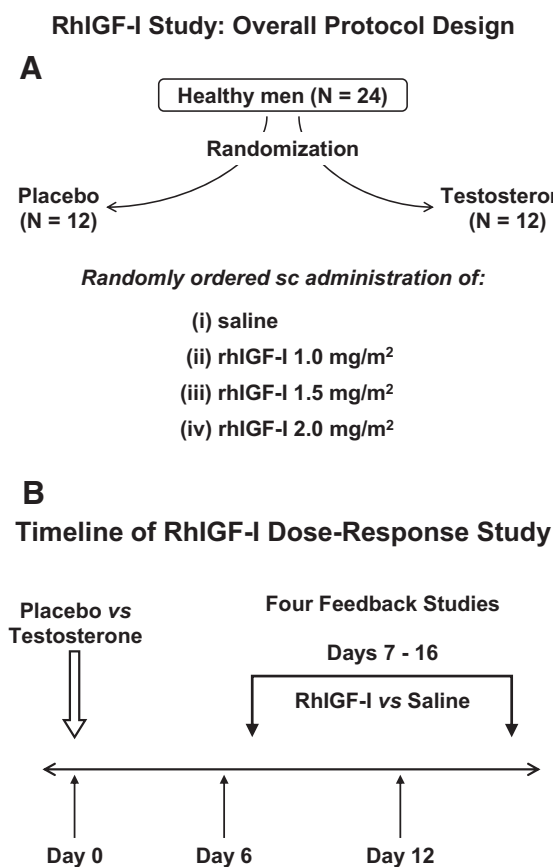 RhIGF-I Study: Overall Protocol Design
A
Healthy men (N = 24)
Randomization
Placebo
(N = 12)
Testoster
(N = 12)
Randomly ordered sc administration of:
(i) saline
(ii) rhIGF-I 1.0 mg/m²
(iii) rhIGF-I 1.5 mg/m²
(iv) rhIGF-I 2.0 mg/m²
B
Timeline of RhIGF-I Dose-Response Study
Placebo vs
Testosterone
Four Feedback Studies
Days 7 - 16
RhIGF-I vs Saline
Day 0
Day 6
Day 12